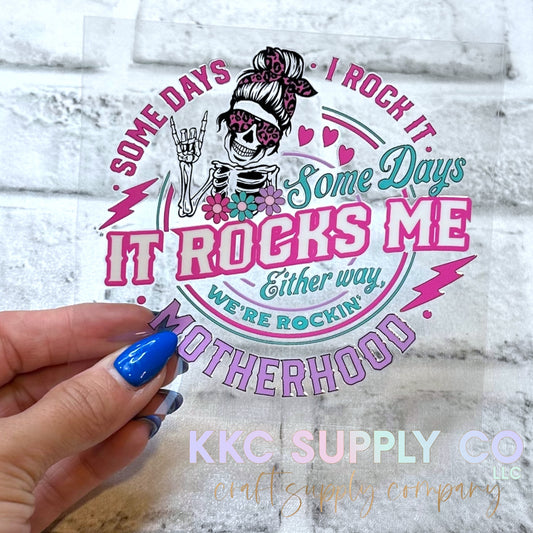 SOME DAYS · I ROCK IT
Some Days
IT ROCKS ME
Either way,
WE'RE ROCKIN'
MOTHERHOOD
KKC SUPPLY CO
LLC
craft supply company